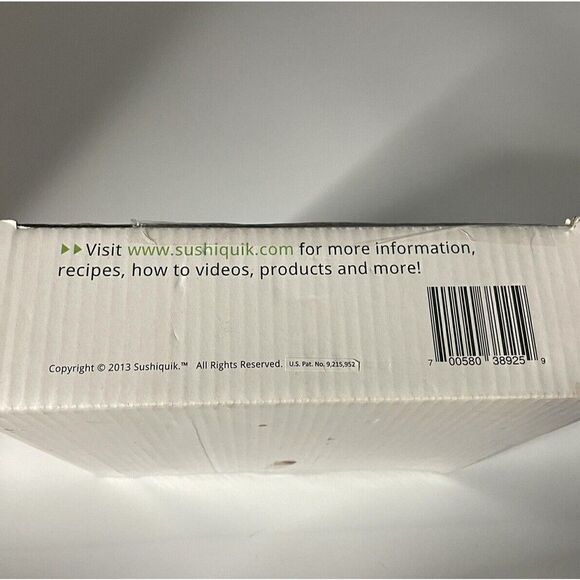 ▶▶Visit www.sushiquik.com for more information,
recipes, how to videos, products and more!
Copyright © 2013 Sushiquik.™ All Rights Reserved. U.S. Pat. No. 9,215,952
7 00580 38925 9